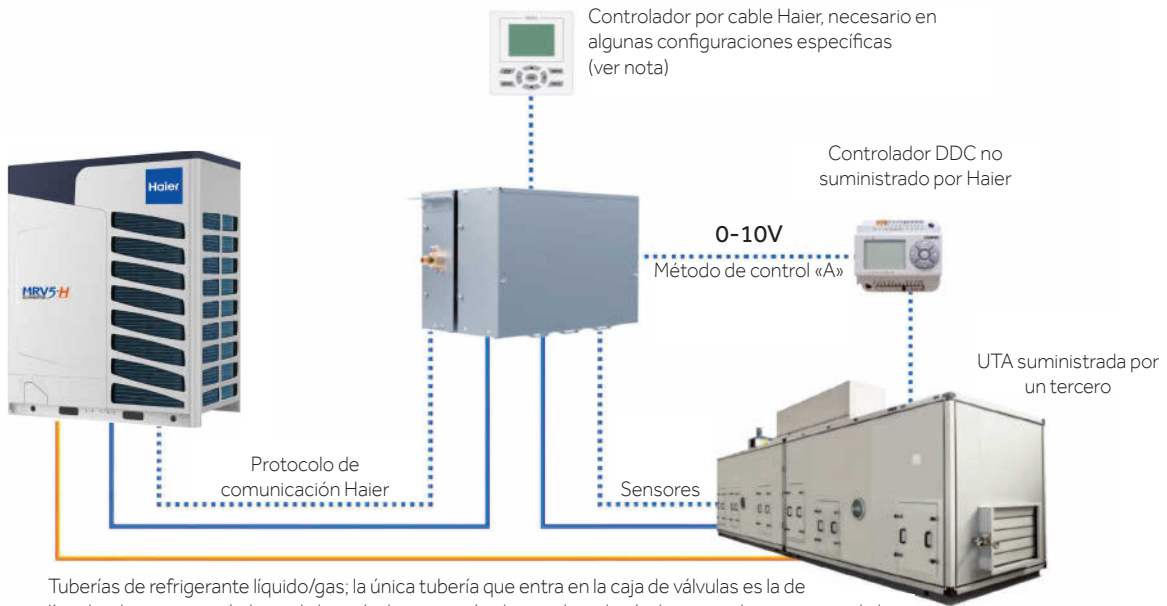 Controlador por cable Haier, necesario en
algunas configuraciones específicas
(ver nota)
Controlador DDC no
suministrado por Haier
Haier
0-10V
Método de control «A»
MRV5-H
UTA suministrada por
un tercero
Protocolo de
comunicación Haier
Sensores
Tuberías de refrigerante líquido/gas; la única tubería que entra en la caja de válvulas es la de